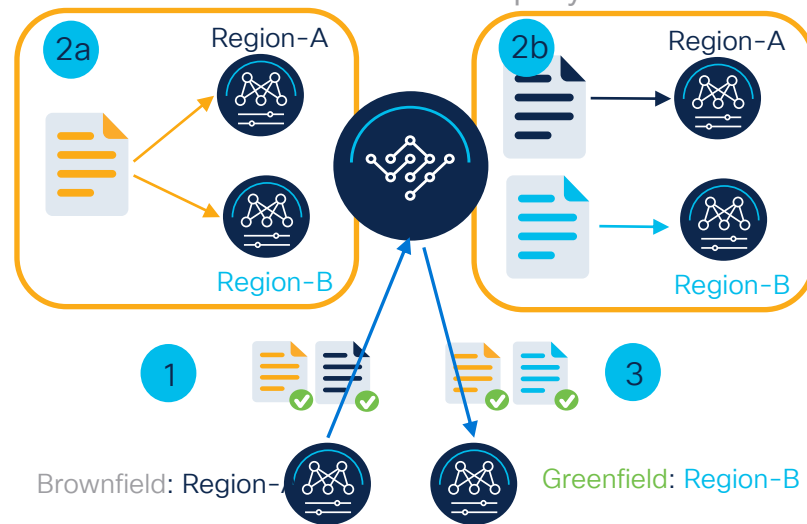 2a
Region-A
Region-B
2b
Region-A
Region-B
1
3
Brownfield: Region-
Greenfield: Region-B